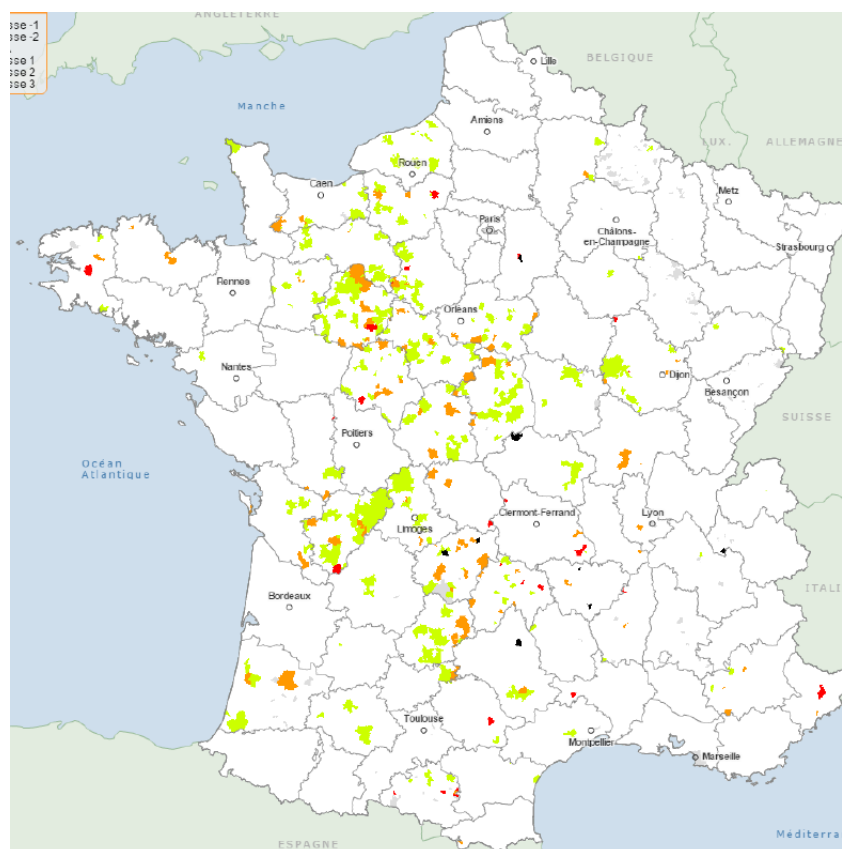 ANGLETERRE
sse -1
sse -2
sse 1
sse 2
sse 3
BELGIQUE
Lille
Manche
Amiens
LUX.
ALLEMAGNE
Rouen
Caen
Metz
Paris
Châlons-
en-Champagne
Strasbourg
Rennes
Orléans
Nantes
Dijon
Besançon
SUISSE
Poitiers
Océan
Atlantique
Limoges
Clermont-Ferrand
Lyon
Bordeaux
ITALI
Toulouse
Montpellier
Marseille
ESPAGNE
Méditerra